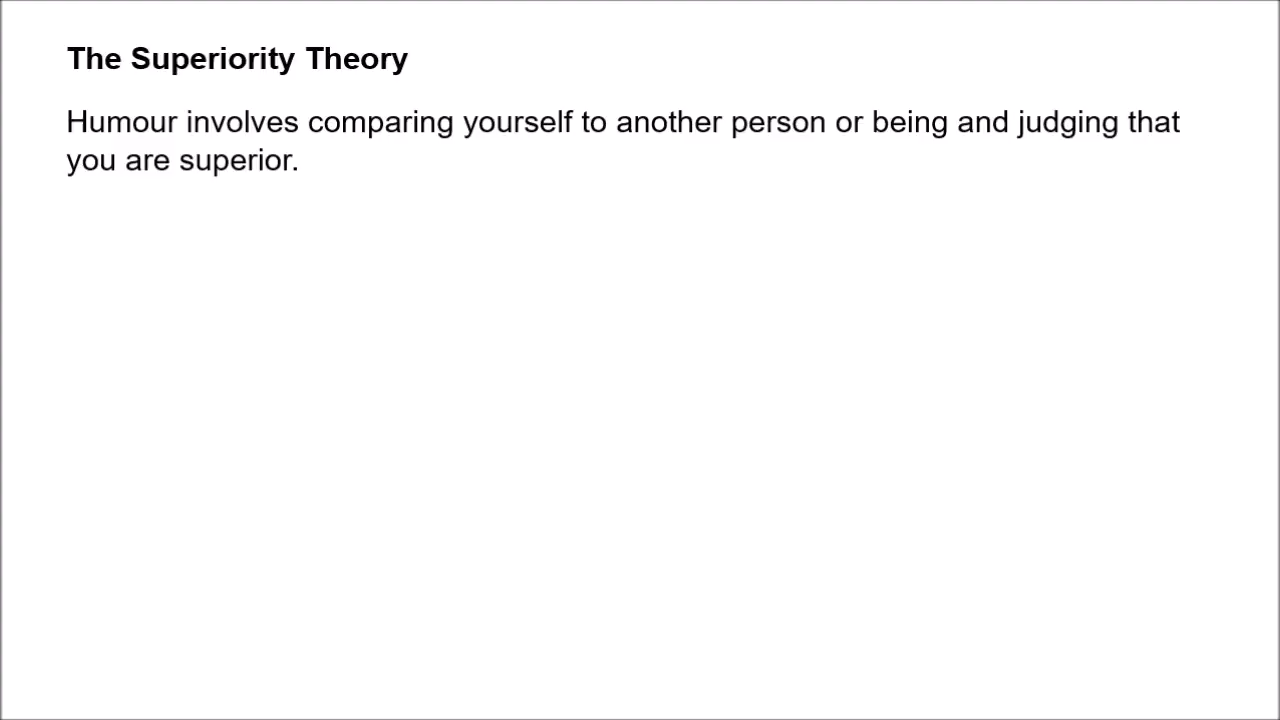 The Superiority Theory
Humour involves comparing yourself to another person or being and judging that
you are superior.